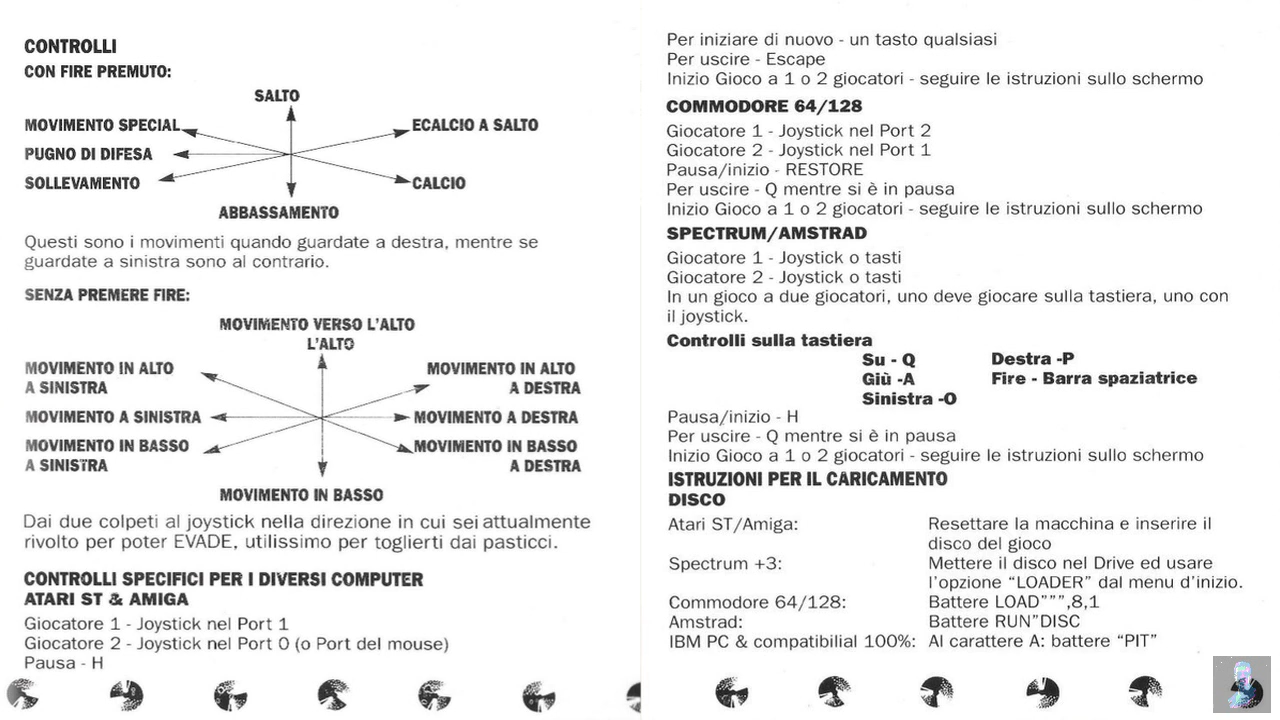 CONTROLLI
CON FIRE PREMUTO:
SALTO
MOVIMENTO SPECIAL
ECALCIO A SALTO
PUGNO DI DIFESA
SOLLEVAMENTO
CALCIO
ABBASSAMENTO
Questi sono i movimenti quando guardate a destra, mentre se
guardate a sinistra sono al contrario.
SENZA PREMERE FIRE:
MOVIMENTO VERSO L'ALTO
L'ALTO
MOVIMENTO IN ALTO
A SINISTRA
MOVIMENTO IN ALTO
A DESTRA
MOVIMENTO A SINISTRA
MOVIMENTO A DESTRA
MOVIMENTO IN BASSO
A SINISTRA
MOVIMENTO IN BASSO
A DESTRA
MOVIMENTO IN BASSO
Dai due colpeti al joystick nella direzione in cui sei attualmente
rivolto per poter EVADE, utilissimo per toglierti dai pasticci.
CONTROLLI SPECIFICI PER I DIVERSI COMPUTER
ATARI ST & AMIGA
Giocatore 1 - Joystick nel Port 1
Giocatore 2 - Joystick nel Port 0 (o Port del mouse)
Pausa - H
Per iniziare di nuovo - un tasto qualsiasi
Per uscire - Escape
Inizio Gioco a 1 o 2 giocatori - seguire le istruzioni sullo schermo
COMMODORE 64/128
Giocatore 1 - Joystick nel Port 2
Giocatore 2 - Joystick nel Port 1
Pausa/inizio - RESTORE
Per uscire - Q mentre si è in pausa
Inizio Gioco a 1 o 2 giocatori - seguire le istruzioni sullo schermo
SPECTRUM/AMSTRAD
Giocatore 1 - Joystick o tasti
Giocatore 2 - Joystick o tasti
In un gioco a due giocatori, uno deve giocare sulla tastiera, uno con
il joystick.
Controlli sulla tastiera
Su - Q Destra -P
Giù -A Fire - Barra spaziatrice
Sinistra -O
Pausa/inizio - H
Per uscire - Q mentre si è in pausa
Inizio Gioco a 1 o 2 giocatori - seguire le istruzioni sullo schermo
ISTRUZIONI PER IL CARICAMENTO
DISCO
Atari ST/Amiga: Resettare la macchina e inserire il
disco del gioco
Spectrum +3: Mettere il disco nel Drive ed usare
l'opzione "LOADER" dal menu d'inizio.
Commodore 64/128: Battere LOAD""",8,1
Amstrad: Battere RUN"DISC
IBM PC & compatibilial 100%: Al carattere A: battere "PIT"